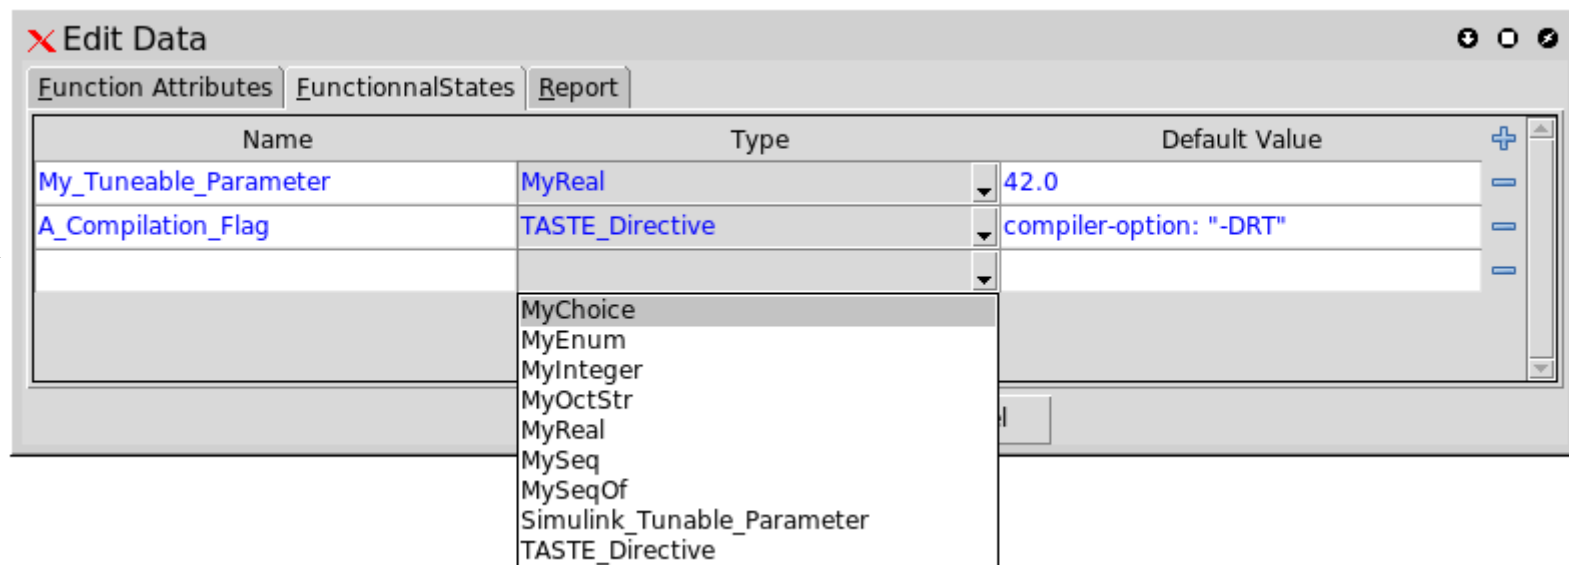 Edit Data
Function Attributes FunctionnalStates Report
Name Type Default Value
My_Tuneable_Parameter MyReal 42.0
A_Compilation_Flag TASTE_Directive compiler-option: "-DRT"
MyChoice
MyEnum
MyInteger
MyOctStr
MyReal
MySeq
MySeqOf
Simulink_Tunable_Parameter
TASTE_Directive